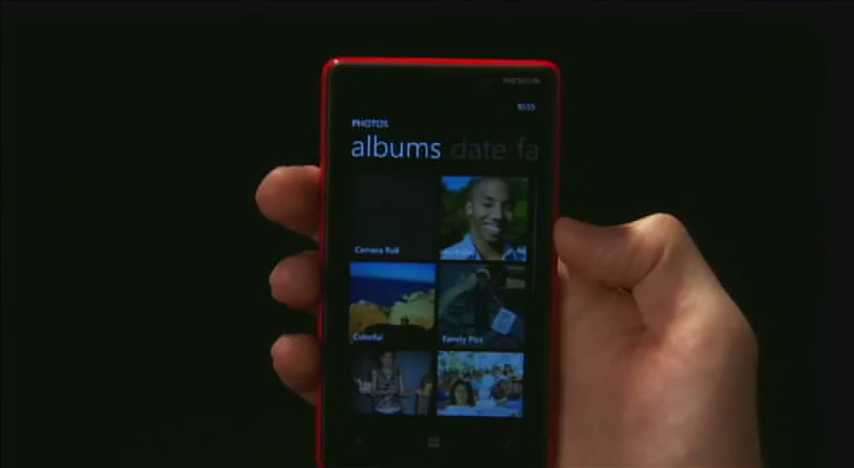 NOKIA
10:55
PHOTOS
albums date fa
Camera Roll
Colorful
Family Pics